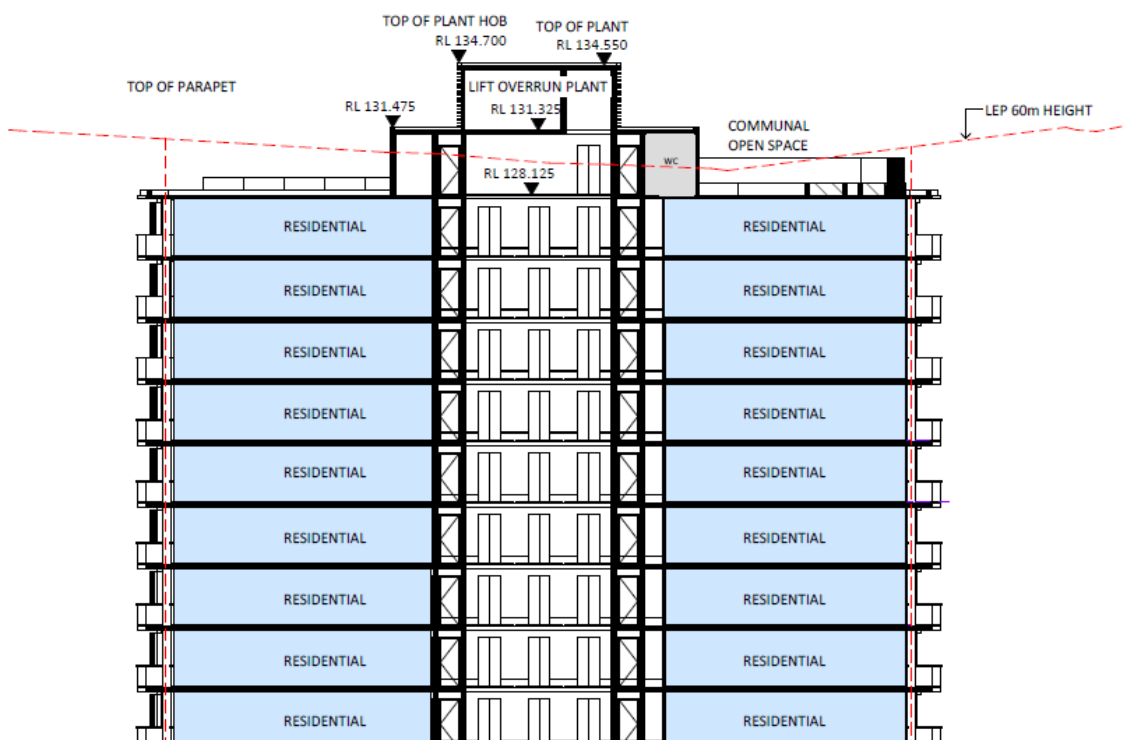 TOP OF PLANT HOB
RL 134.700
TOP OF PLANT
RL 134.550
TOP OF PARAPET
LIFT OVERRUN PLANT
RL 131.475
RL 131.325
LEP 60m HEIGHT
COMMUNAL
OPEN SPACE
WC
RL 128.125
RESIDENTIAL RESIDENTIAL
RESIDENTIAL RESIDENTIAL
RESIDENTIAL RESIDENTIAL
RESIDENTIAL RESIDENTIAL
RESIDENTIAL RESIDENTIAL
RESIDENTIAL RESIDENTIAL
RESIDENTIAL RESIDENTIAL
RESIDENTIAL RESIDENTIAL
RESIDENTIAL RESIDENTIAL